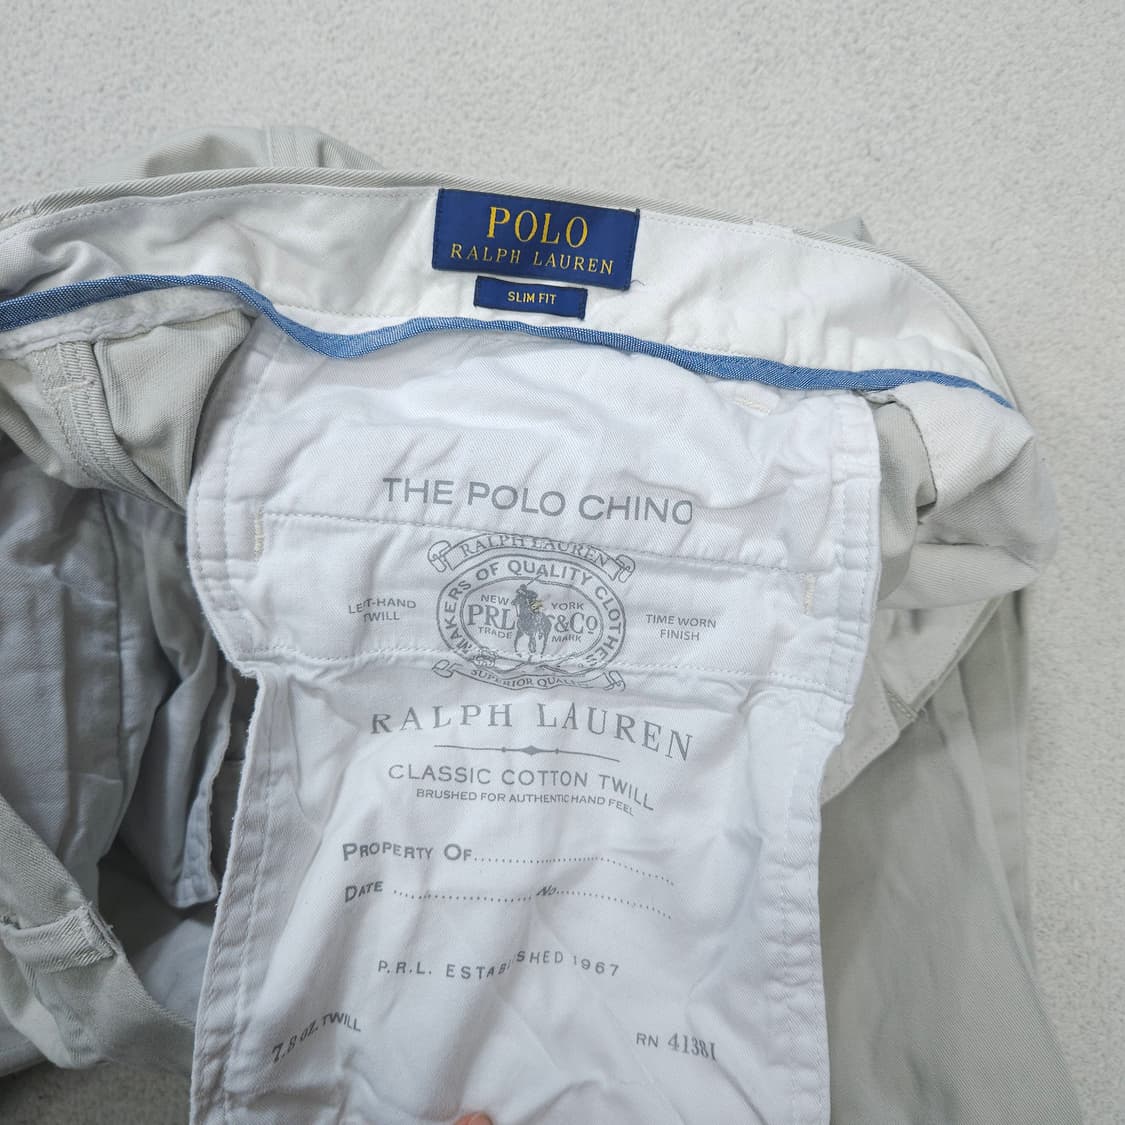 POLO
RALPH LAUREN
SLIM FIT
THE POLO CHINO
RALPH LAUREN
MAKERS OF QUALITY CLOTHES
NEW YORK
PRL &Co
TRADE MARK
SUPERIOR QUALITY
LEFT-HAND
TWILL
TIME WORN
FINISH
RALPH LAUREN
CLASSIC COTTON TWILL
BRUSHED FOR AUTHENTIC HAND FEEL
PROPERTY OF
DATE No.
P.R.L. ESTABLISHED 1967
7.8 OZ. TWILL
RN 41381